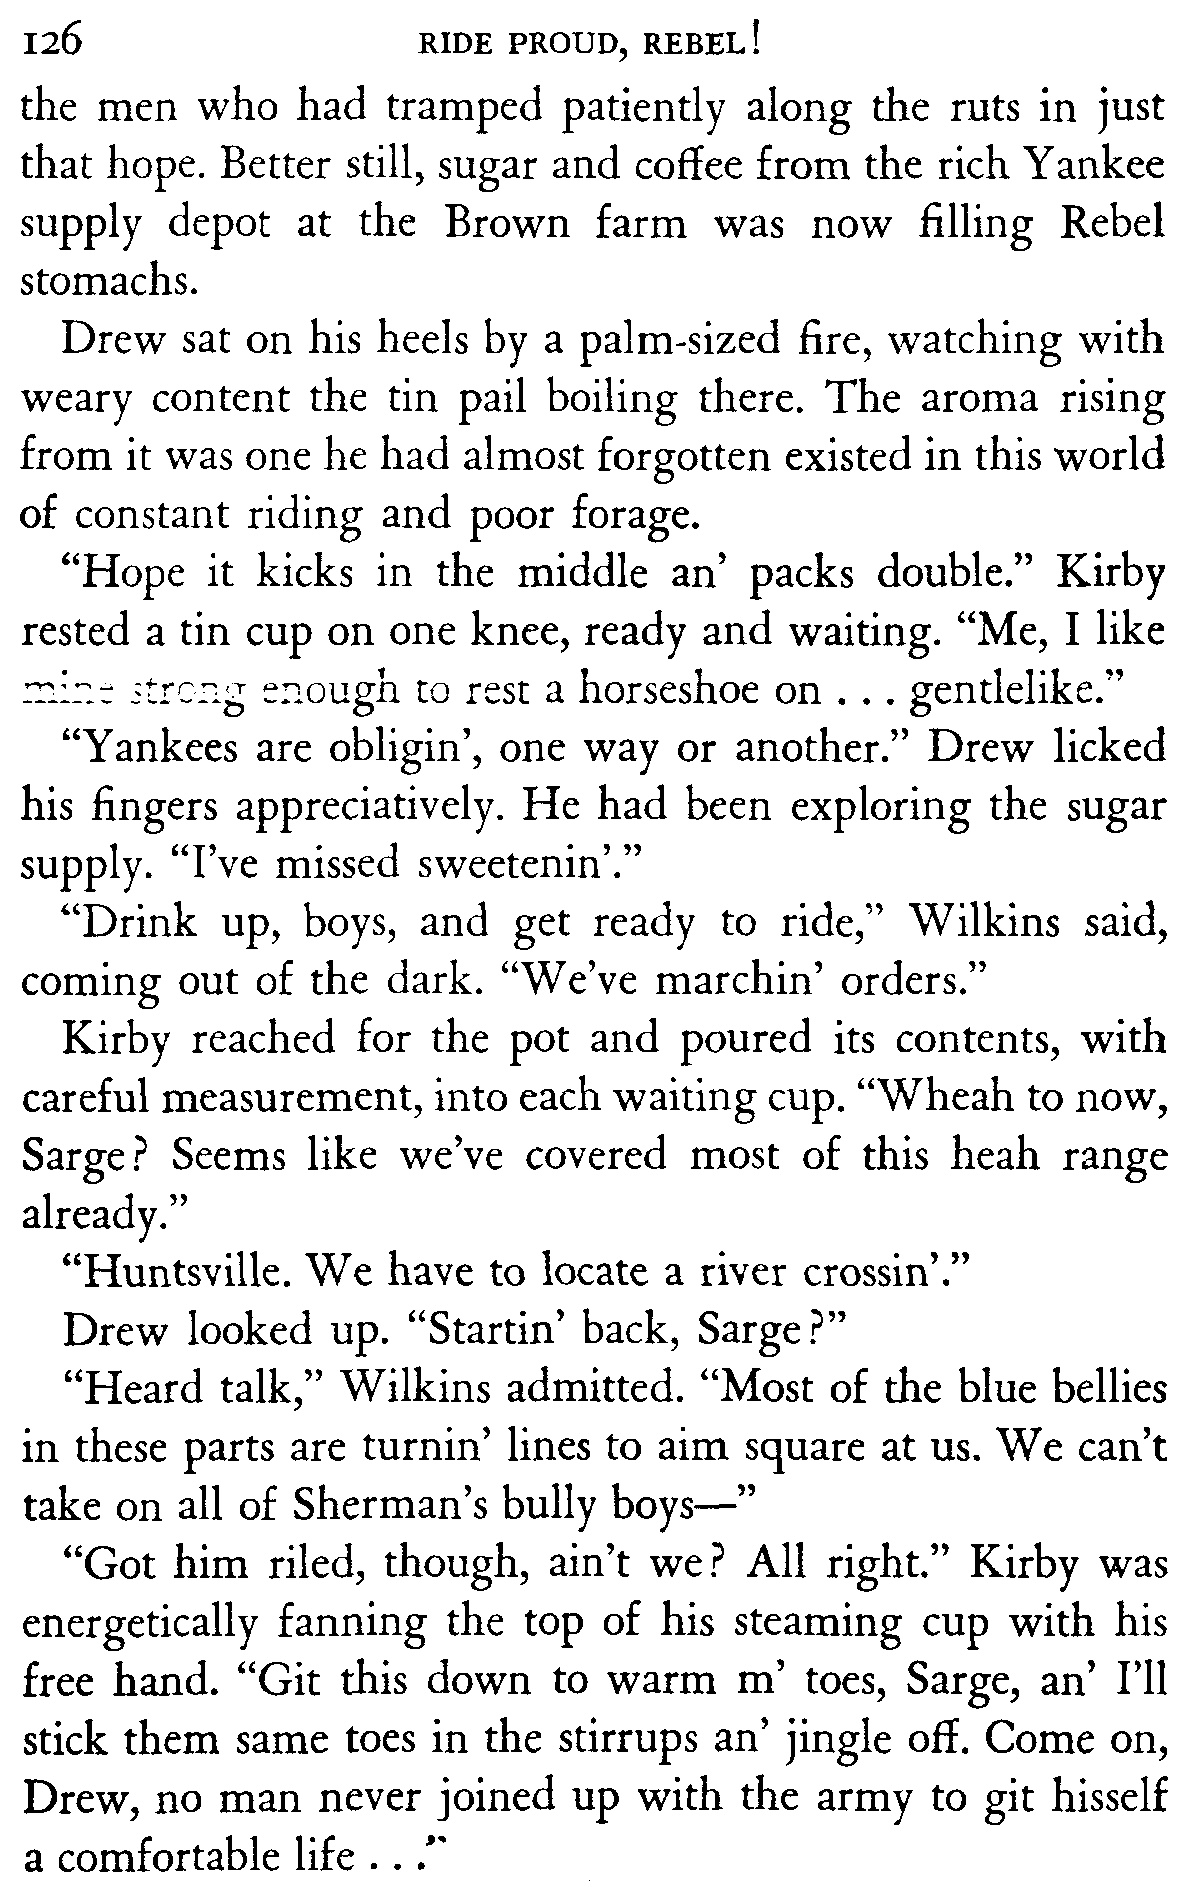 126 RIDE PROUD, REBEL!
the men who had tramped patiently along the ruts in just
that hope. Better still, sugar and coffee from the rich Yankee
supply depot at the Brown farm was now filling Rebel
stomachs.
Drew sat on his heels by a palm-sized fire, watching with
weary content the tin pail boiling there. The aroma rising
from it was one he had almost forgotten existed in this world
of constant riding and poor forage.
“Hope it kicks in the middle an’ packs double.” Kirby
rested a tin cup on one knee, ready and waiting. “Me, I like
mine strong enough to rest a horseshoe on . . . gentlelike.”
“Yankees are obligin’, one way or another.” Drew licked
his fingers appreciatively. He had been exploring the sugar
supply. “I’ve missed sweetenin’.”
“Drink up, boys, and get ready to ride,” Wilkins said,
coming out of the dark. “We’ve marchin’ orders.”
Kirby reached for the pot and poured its contents, with
careful measurement, into each waiting cup. “Wheah to now,
Sarge? Seems like we’ve covered most of this heah range
already.”
“Huntsville. We have to locate a river crossin’.”
Drew looked up. “Startin’ back, Sarge?”
“Heard talk,” Wilkins admitted. “Most of the blue bellies
in these parts are turnin’ lines to aim square at us. We can’t
take on all of Sherman’s bully boys—”
“Got him riled, though, ain’t we? All right.” Kirby was
energetically fanning the top of his steaming cup with his
free hand. “Git this down to warm m’ toes, Sarge, an’ I’ll
stick them same toes in the stirrups an’ jingle off. Come on,
Drew, no man never joined up with the army to git hisself
a comfortable life . . .”